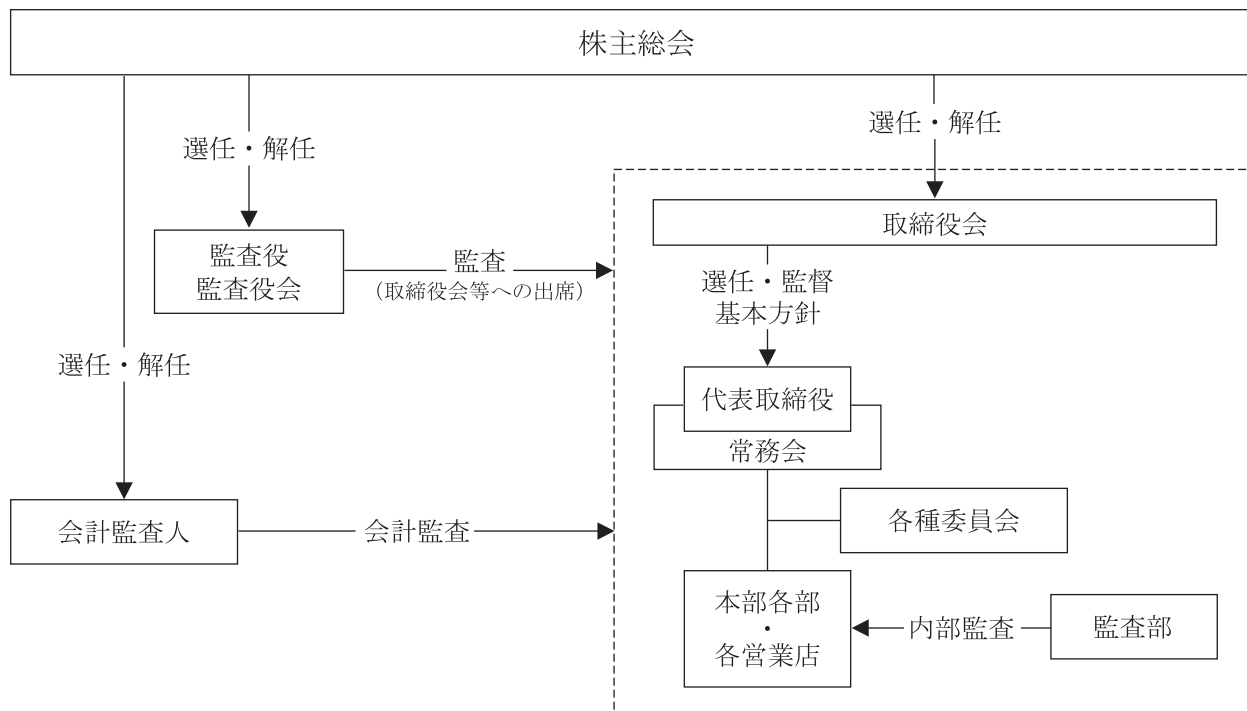 株主総会
選任・解任
選任・解任
取締役会
監査役
監査役会
監査
（取締役会等への出席）
選任・監督
基本方針
選任・解任
代表取締役
常務会
会計監査人
会計監査
各種委員会
本部各部
・
各営業店
内部監査
監査部